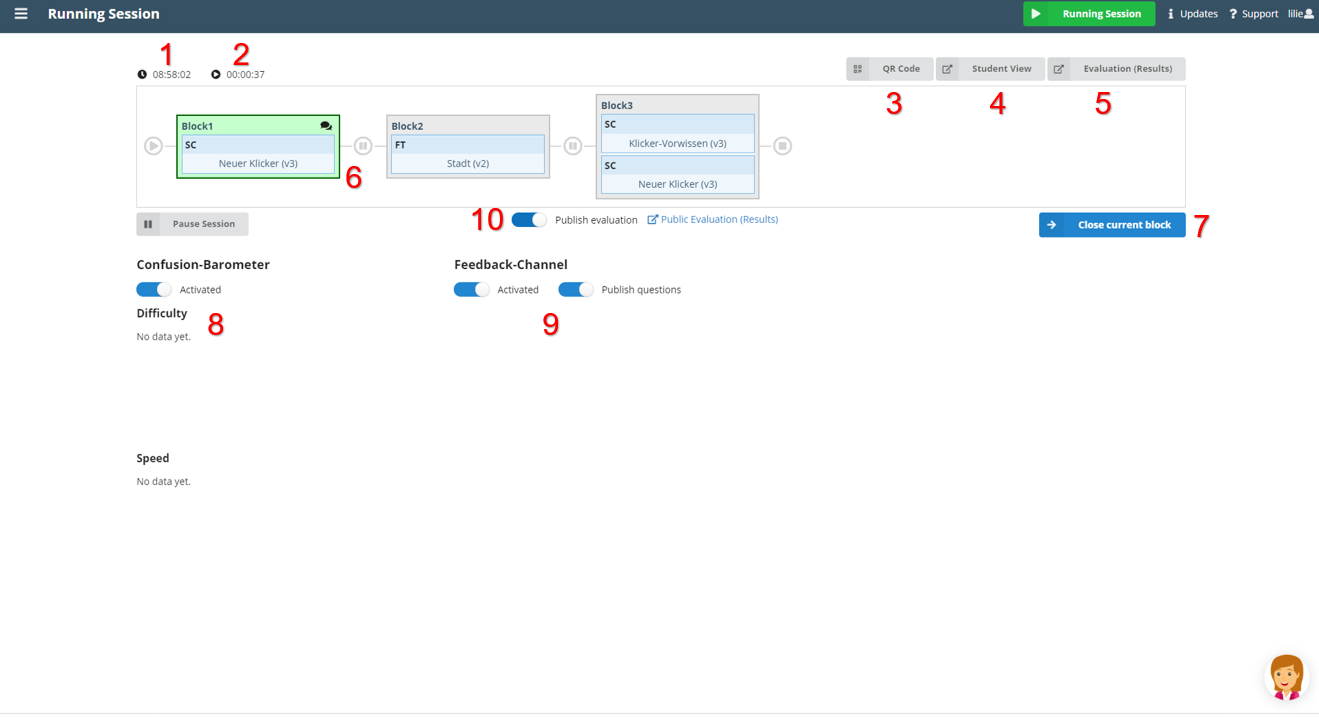 Running Session
Running Session
Updates
Support
lilie
1
2
08:58:02
00:00:37
QR Code
Student View
Evaluation (Results)
3
4
5
Block1
SC
Neuer Klicker (v3)
Block2
FT
Stadt (v2)
Block3
SC
Klicker-Vorwissen (v3)
SC
Neuer Klicker (v3)
6
Pause Session
10
Publish evaluation
Public Evaluation (Results)
Close current block
7
Confusion-Barometer
Activated
Difficulty
8
No data yet.
Feedback-Channel
Activated
Publish questions
9
Speed
No data yet.